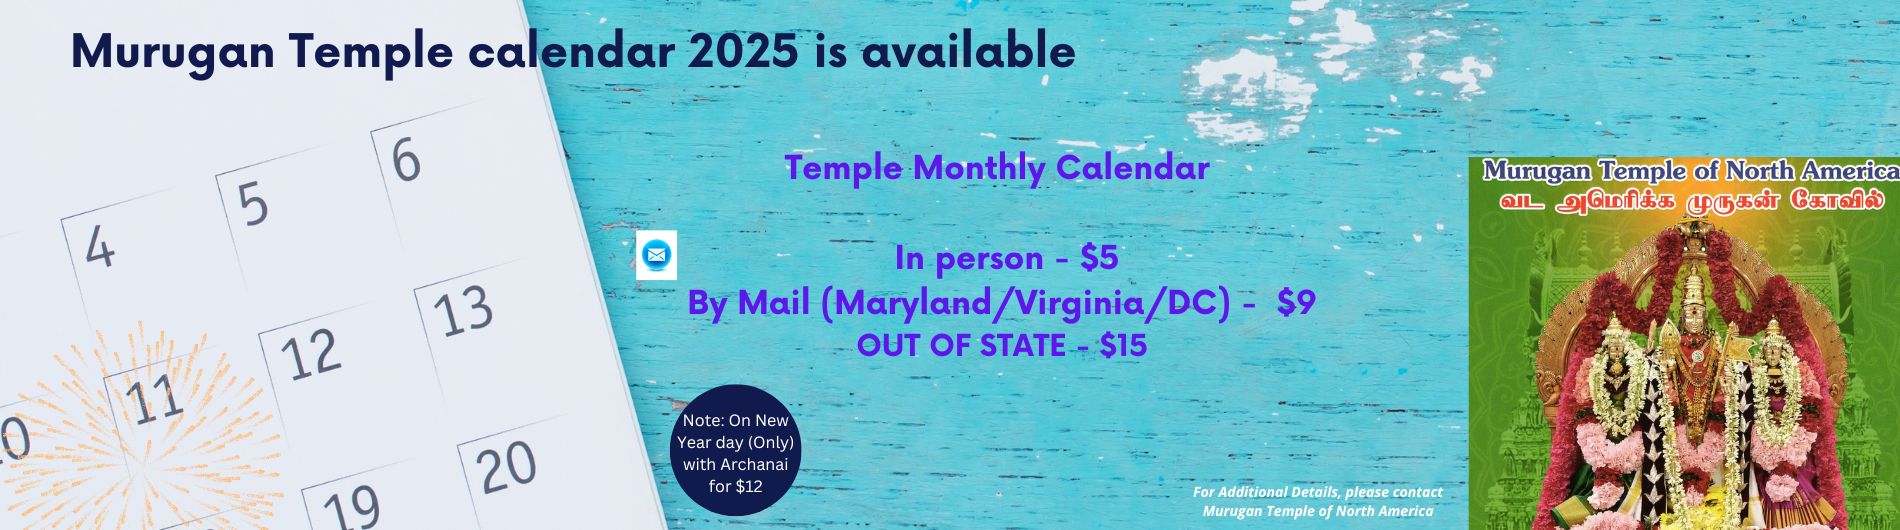 Murugan Temple calendar 2025 is available
4
5
6
11
12
13
19
20
Temple Monthly Calendar
In person - $5
By Mail (Maryland/Virginia/DC) - $9
OUT OF STATE - $15
Note: On New
Year day (Only)
with Archanai
for $12
For Additional Details, please contact
Murugan Temple of North America
Murugan Temple of North America
வட அமெரிக்க முருகன் கோவில்